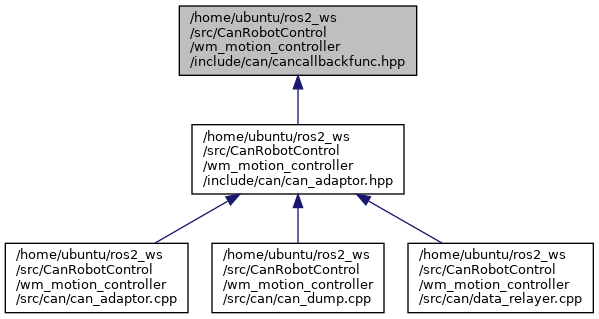 /home/ubuntu/ros2_ws
/src/CanRobotControl
/wm_motion_controller
/include/can/cancallbackfunc.hpp
/home/ubuntu/ros2_ws
/src/CanRobotControl
/wm_motion_controller
/include/can/can_adaptor.hpp
/home/ubuntu/ros2_ws
/src/CanRobotControl
/wm_motion_controller
/src/can/can_adaptor.cpp
/home/ubuntu/ros2_ws
/src/CanRobotControl
/wm_motion_controller
/src/can/can_dump.cpp
/home/ubuntu/ros2_ws
/src/CanRobotControl
/wm_motion_controller
/src/can/data_relayer.cpp